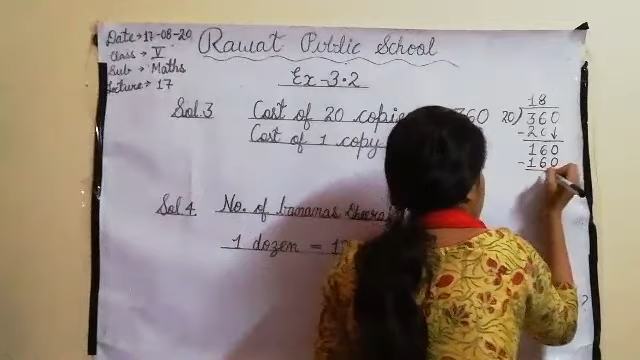 Date → 17-08-20
Class → V
Sub → Maths
Lecture → 17
Rawat Public School
Ex-3.2
Sol.3 Cost of 20 copie 360
Cost of 1 copy
18
20)360
-20↓
160
-160
Sol 4. No. of bananas
1 dozen = 12
?